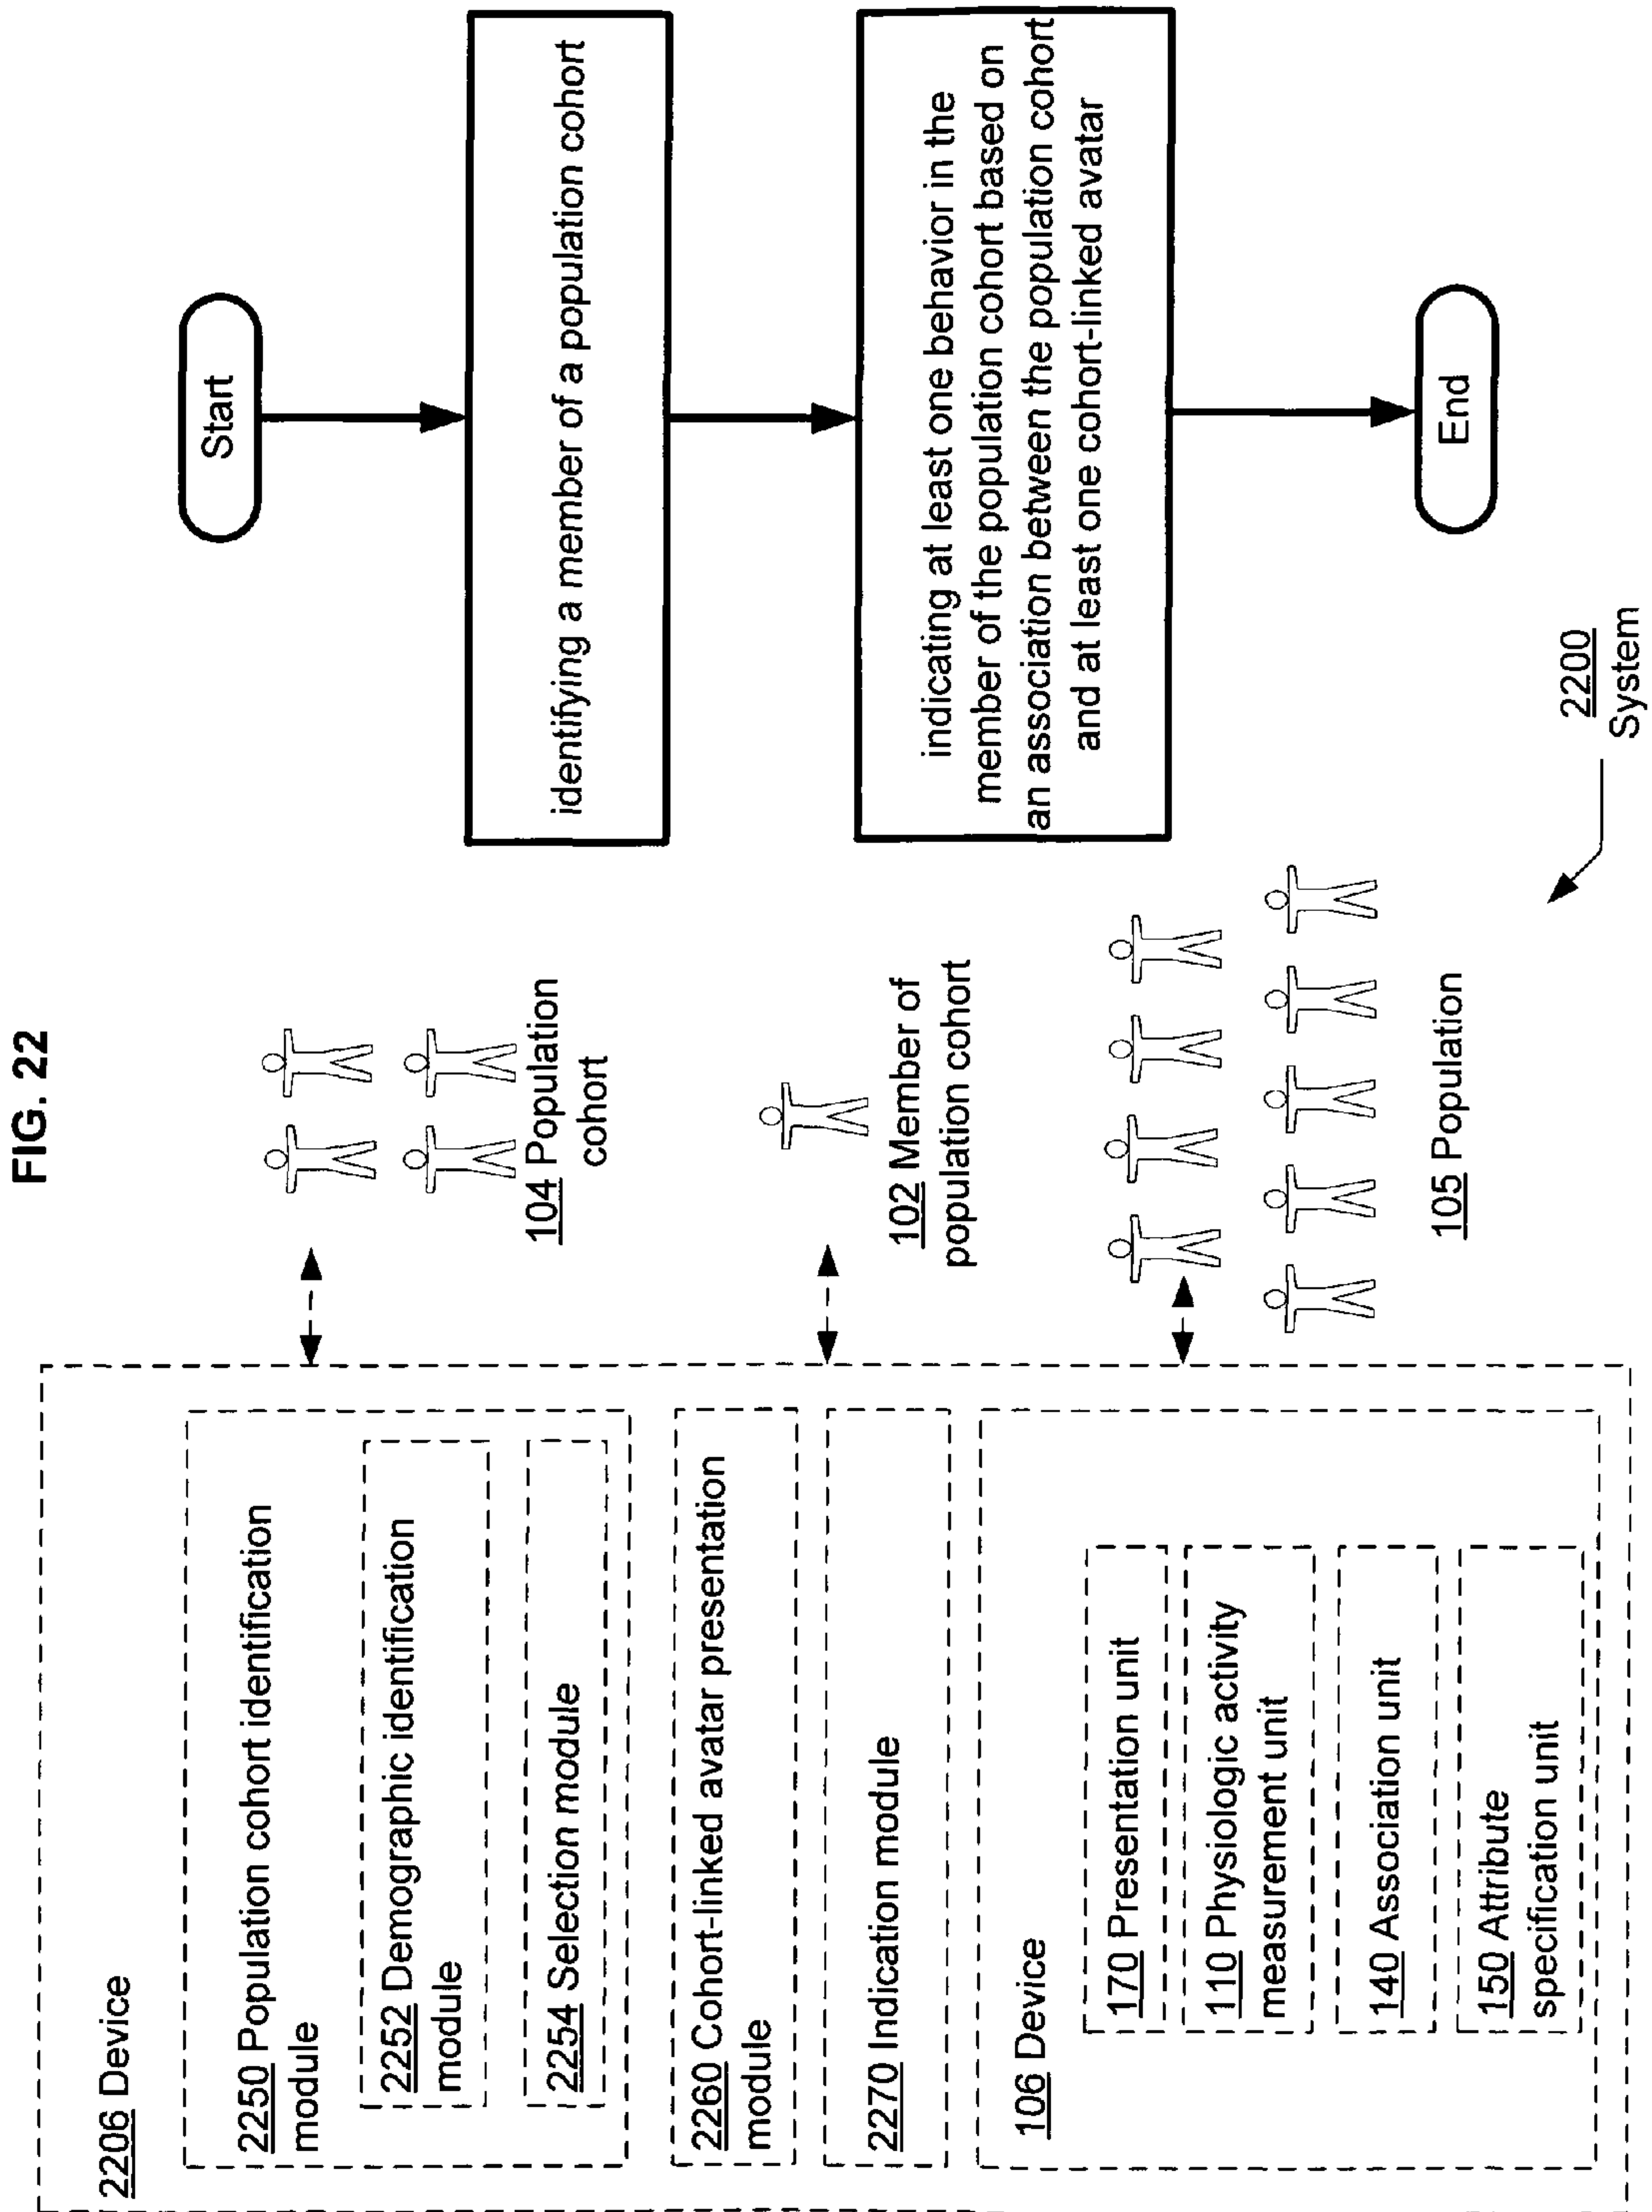 FIG. 22
2206 Device
2250 Population cohort identification
module
2252 Demographic identification
module
2254 Selection module
2260 Cohort-linked avatar presentation
module
2270 Indication module
106 Device
170 Presentation unit
110 Physiologic activity
measurement unit
140 Association unit
150 Attribute
specification unit
104 Population
cohort
102 Member of
population cohort
105 Population
Start
identifying a member of a population cohort
indicating at least one behavior in the
member of the population cohort based on
an association between the population cohort
and at least one cohort-linked avatar
End
2200
System